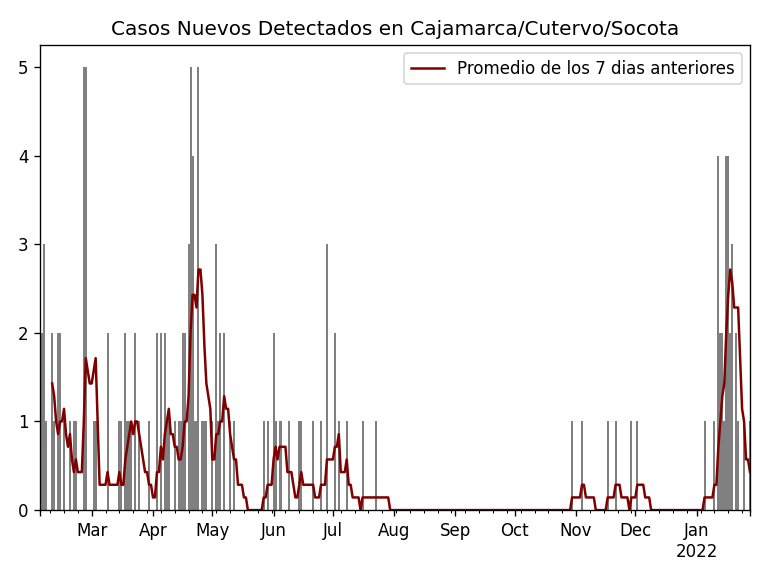 Casos Nuevos Detectados en Cajamarca/Cutervo/Socota
Promedio de los 7 dias anteriores
5
4
3
2
1
0
Mar Apr May Jun Jul Aug Sep Oct Nov Dec Jan
2022